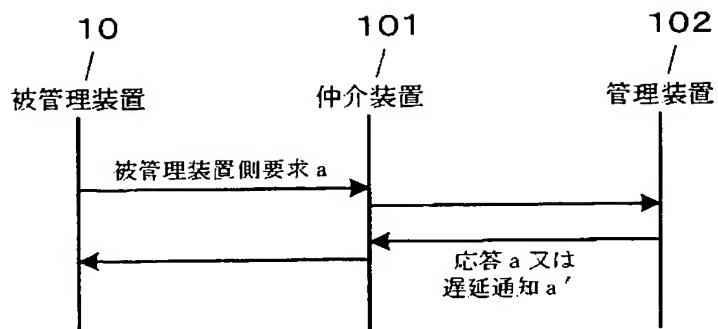 10
101
102
被管理装置
仲介装置
管理装置
被管理装置側要求 a
応答 a 又は
遅延通知 a′